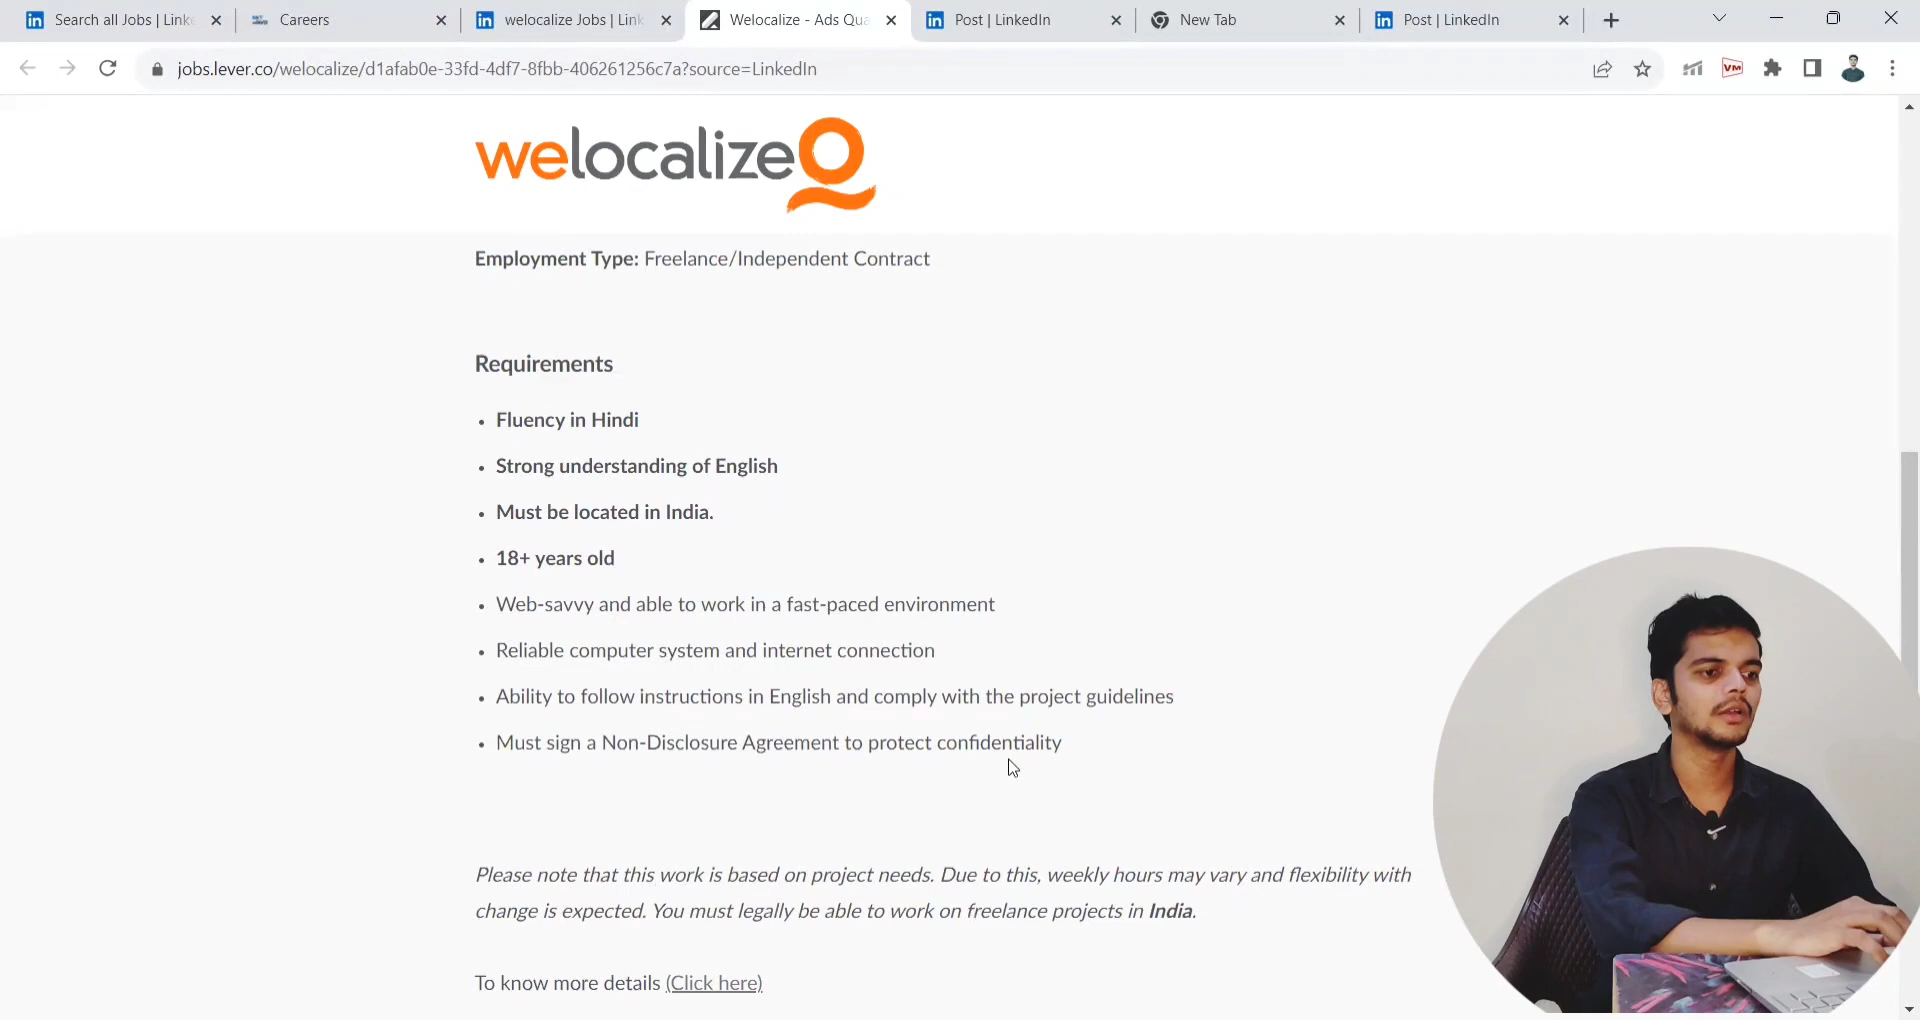 Search all Jobs | Linke
Careers
welocalize Jobs | Link
Welocalize - Ads Qua
Post | LinkedIn
New Tab
Post | LinkedIn
jobs.lever.co/welocalize/d1afab0e-33fd-4df7-8fbb-406261256c7a?source=LinkedIn
VM
welocalize
Employment Type: Freelance/Independent Contract
Requirements
• Fluency in Hindi
• Strong understanding of English
• Must be located in India.
• 18+ years old
• Web-savvy and able to work in a fast-paced environment
• Reliable computer system and internet connection
• Ability to follow instructions in English and comply with the project guidelines
• Must sign a Non-Disclosure Agreement to protect confidentiality
Please note that this work is based on project needs. Due to this, weekly hours may vary and flexibility with
change is expected. You must legally be able to work on freelance projects in India.
To know more details (Click here)